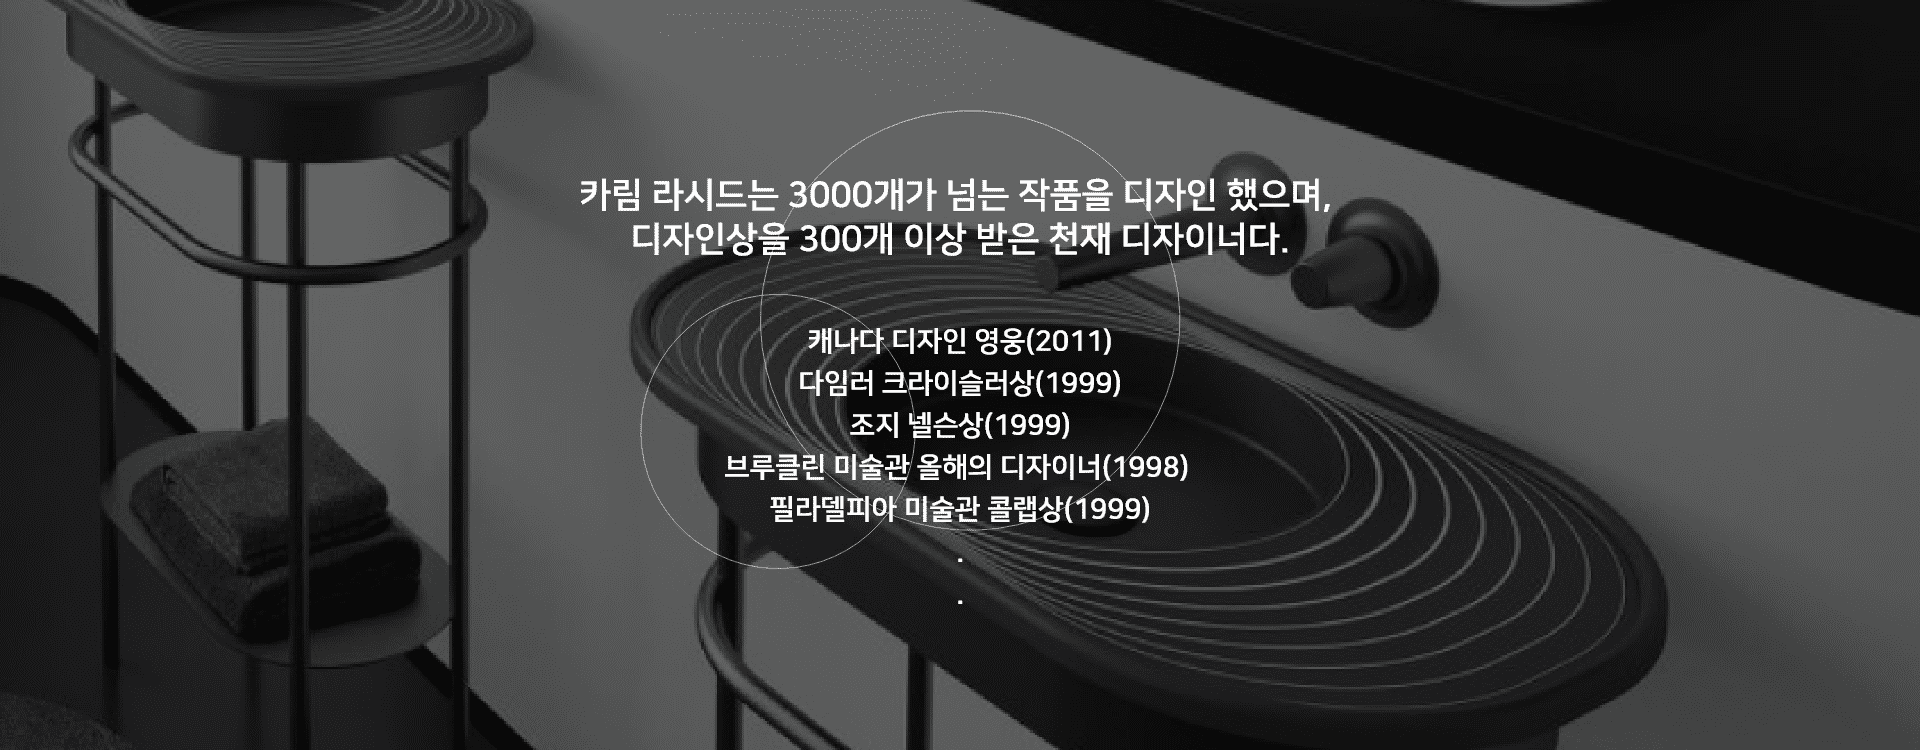 카림 라시드는 3000개가 넘는 작품을 디자인 했으며,
디자인상을 300개 이상 받은 천재 디자이너다.
캐나다 디자인 영웅(2011)
다임러 크라이슬러상(1999)
조지 넬슨상(1999)
브루클린 미술관 올해의 디자이너(1998)
필라델피아 미술관 콜랩상(1999)
.
.